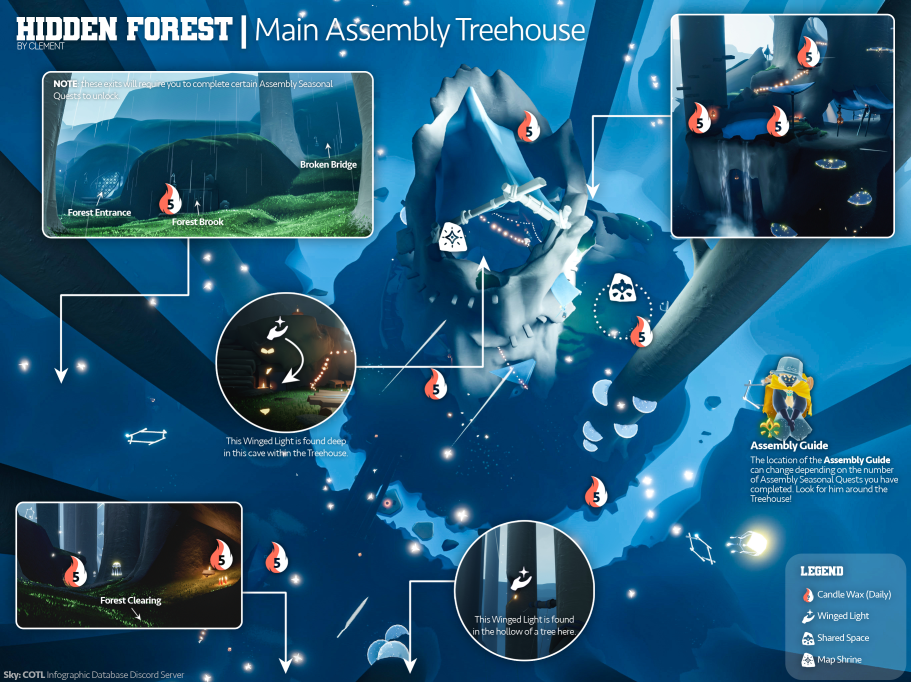 HIDDEN FOREST | Main Assembly Treehouse
BY CLEMENT
NOTE: these exits will require you to complete certain Assembly Seasonal
Quests to unlock.
Broken Bridge
Forest Entrance
5
Forest Brook
5
5
5
5
5
5
This Winged Light is found deep
in this cave within the Treehouse.
Assembly Guide
The location of the Assembly Guide
can change depending on the number
of Assembly Seasonal Quests you have
completed. Look for him around the
Treehouse!
5
5
5
5
Forest Clearing
This Winged Light is found
in the hollow of a tree here.
LEGEND
Candle Wax (Daily)
Winged Light
Shared Space
Map Shrine
Sky: COTL Infographic Database Discord Server